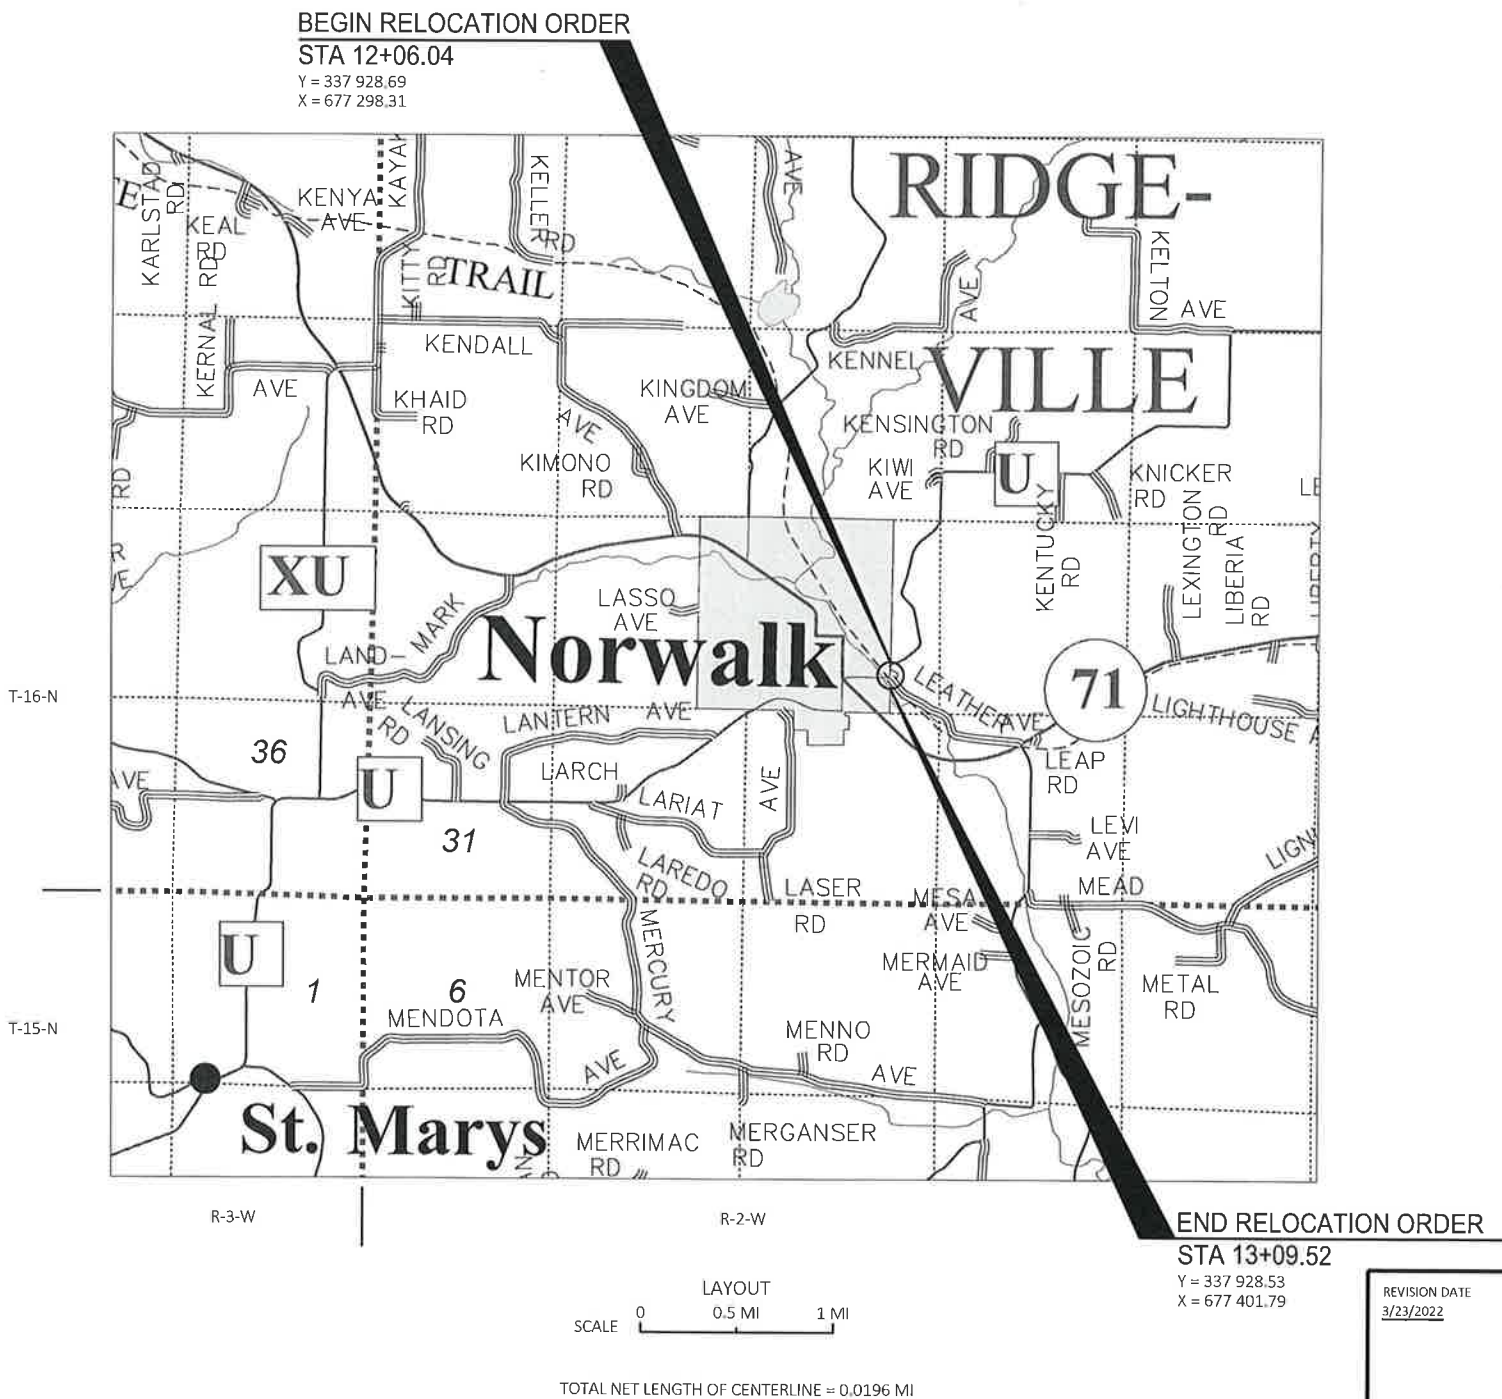 BEGIN RELOCATION ORDER
STA 12+06.04
Y = 337 928.69
X = 677 298.31
RIDGE-
VILLE
KARLSTAD
RD
KEAL
RD
KENYA
AVE
KITTY
RD
KELLER
RD
TRAIL
AVE
KELTON
AVE
AVE
KERNAL RD
KENDALL
AVE
KENNEL
AVE
KHAID
RD
KINGDOM
AVE
KENSINGTON
RD
KIMONO
RD
KIWI
AVE
U
KNICKER
RD
RD
KENTUCKY
RD
LEXINGTON
RD
LIBERIA
RD
XU
LASSO
AVE
LAND-
MARK
AVE
Norwalk
T-16-N
LEATHER
AVE
71
LIGHTHOUSE
LANSING
RD
LANTERN AVE
36
AVE
U
LARCH
LARIAT
AVE
LEAP
RD
31
LEVI
AVE
LAREDO
RD
LASER
RD
MESA
AVE
MEAD
U
1
6
MENTOR
AVE
MERCURY
MERMAID
AVE
MESOZOIC
RD
METAL
RD
T-15-N
MENDOTA
AVE
MENNO
RD
AVE
St. Marys
MERRIMAC
RD
MERGANSER
RD
R-3-W
R-2-W
END RELOCATION ORDER
STA 13+09.52
Y = 337 928.53
X = 677 401.79
LAYOUT
SCALE
0 0.5 MI 1 MI
REVISION DATE
3/23/2022
TOTAL NET LENGTH OF CENTERLINE = 0.0196 MI